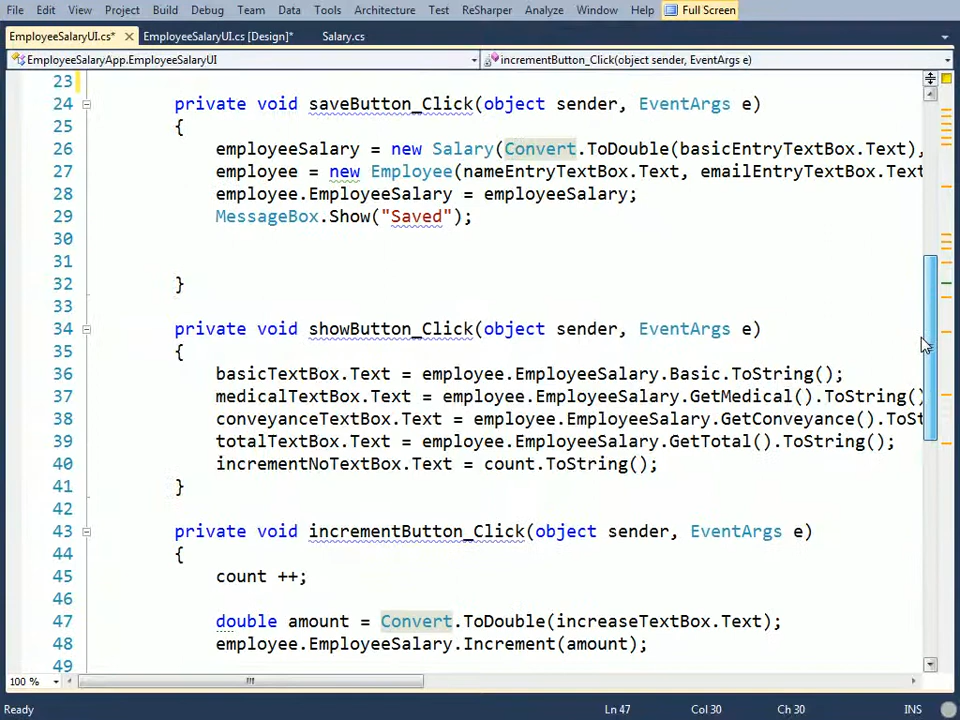 File Edit View Project Build Debug Team Data Tools Architecture Test ReSharper Analyze Window Help Full Screen
EmployeeSalaryUI.cs* EmployeeSalaryUI.cs [Design]* Salary.cs
EmployeeSalaryApp.EmployeeSalaryUI incrementButton_Click(object sender, EventArgs e)
23
24 private void saveButton_Click(object sender, EventArgs e)
25 {
26 employeeSalary = new Salary(Convert.ToDouble(basicEntryTextBox.Text),
27 employee = new Employee(nameEntryTextBox.Text, emailEntryTextBox.Text
28 employee.EmployeeSalary = employeeSalary;
29 MessageBox.Show("Saved");
30
31
32 }
33
34 private void showButton_Click(object sender, EventArgs e)
35 {
36 basicTextBox.Text = employee.EmployeeSalary.Basic.ToString();
37 medicalTextBox.Text = employee.EmployeeSalary.GetMedical().ToString()
38 conveyanceTextBox.Text = employee.EmployeeSalary.GetConveyance().ToSt
39 totalTextBox.Text = employee.EmployeeSalary.GetTotal().ToString();
40 incrementNoTextBox.Text = count.ToString();
41 }
42
43 private void incrementButton_Click(object sender, EventArgs e)
44 {
45 count ++;
46
47 double amount = Convert.ToDouble(increaseTextBox.Text);
48 employee.EmployeeSalary.Increment(amount);
49
100 %
Ready Ln 47 Col 30 Ch 30 INS